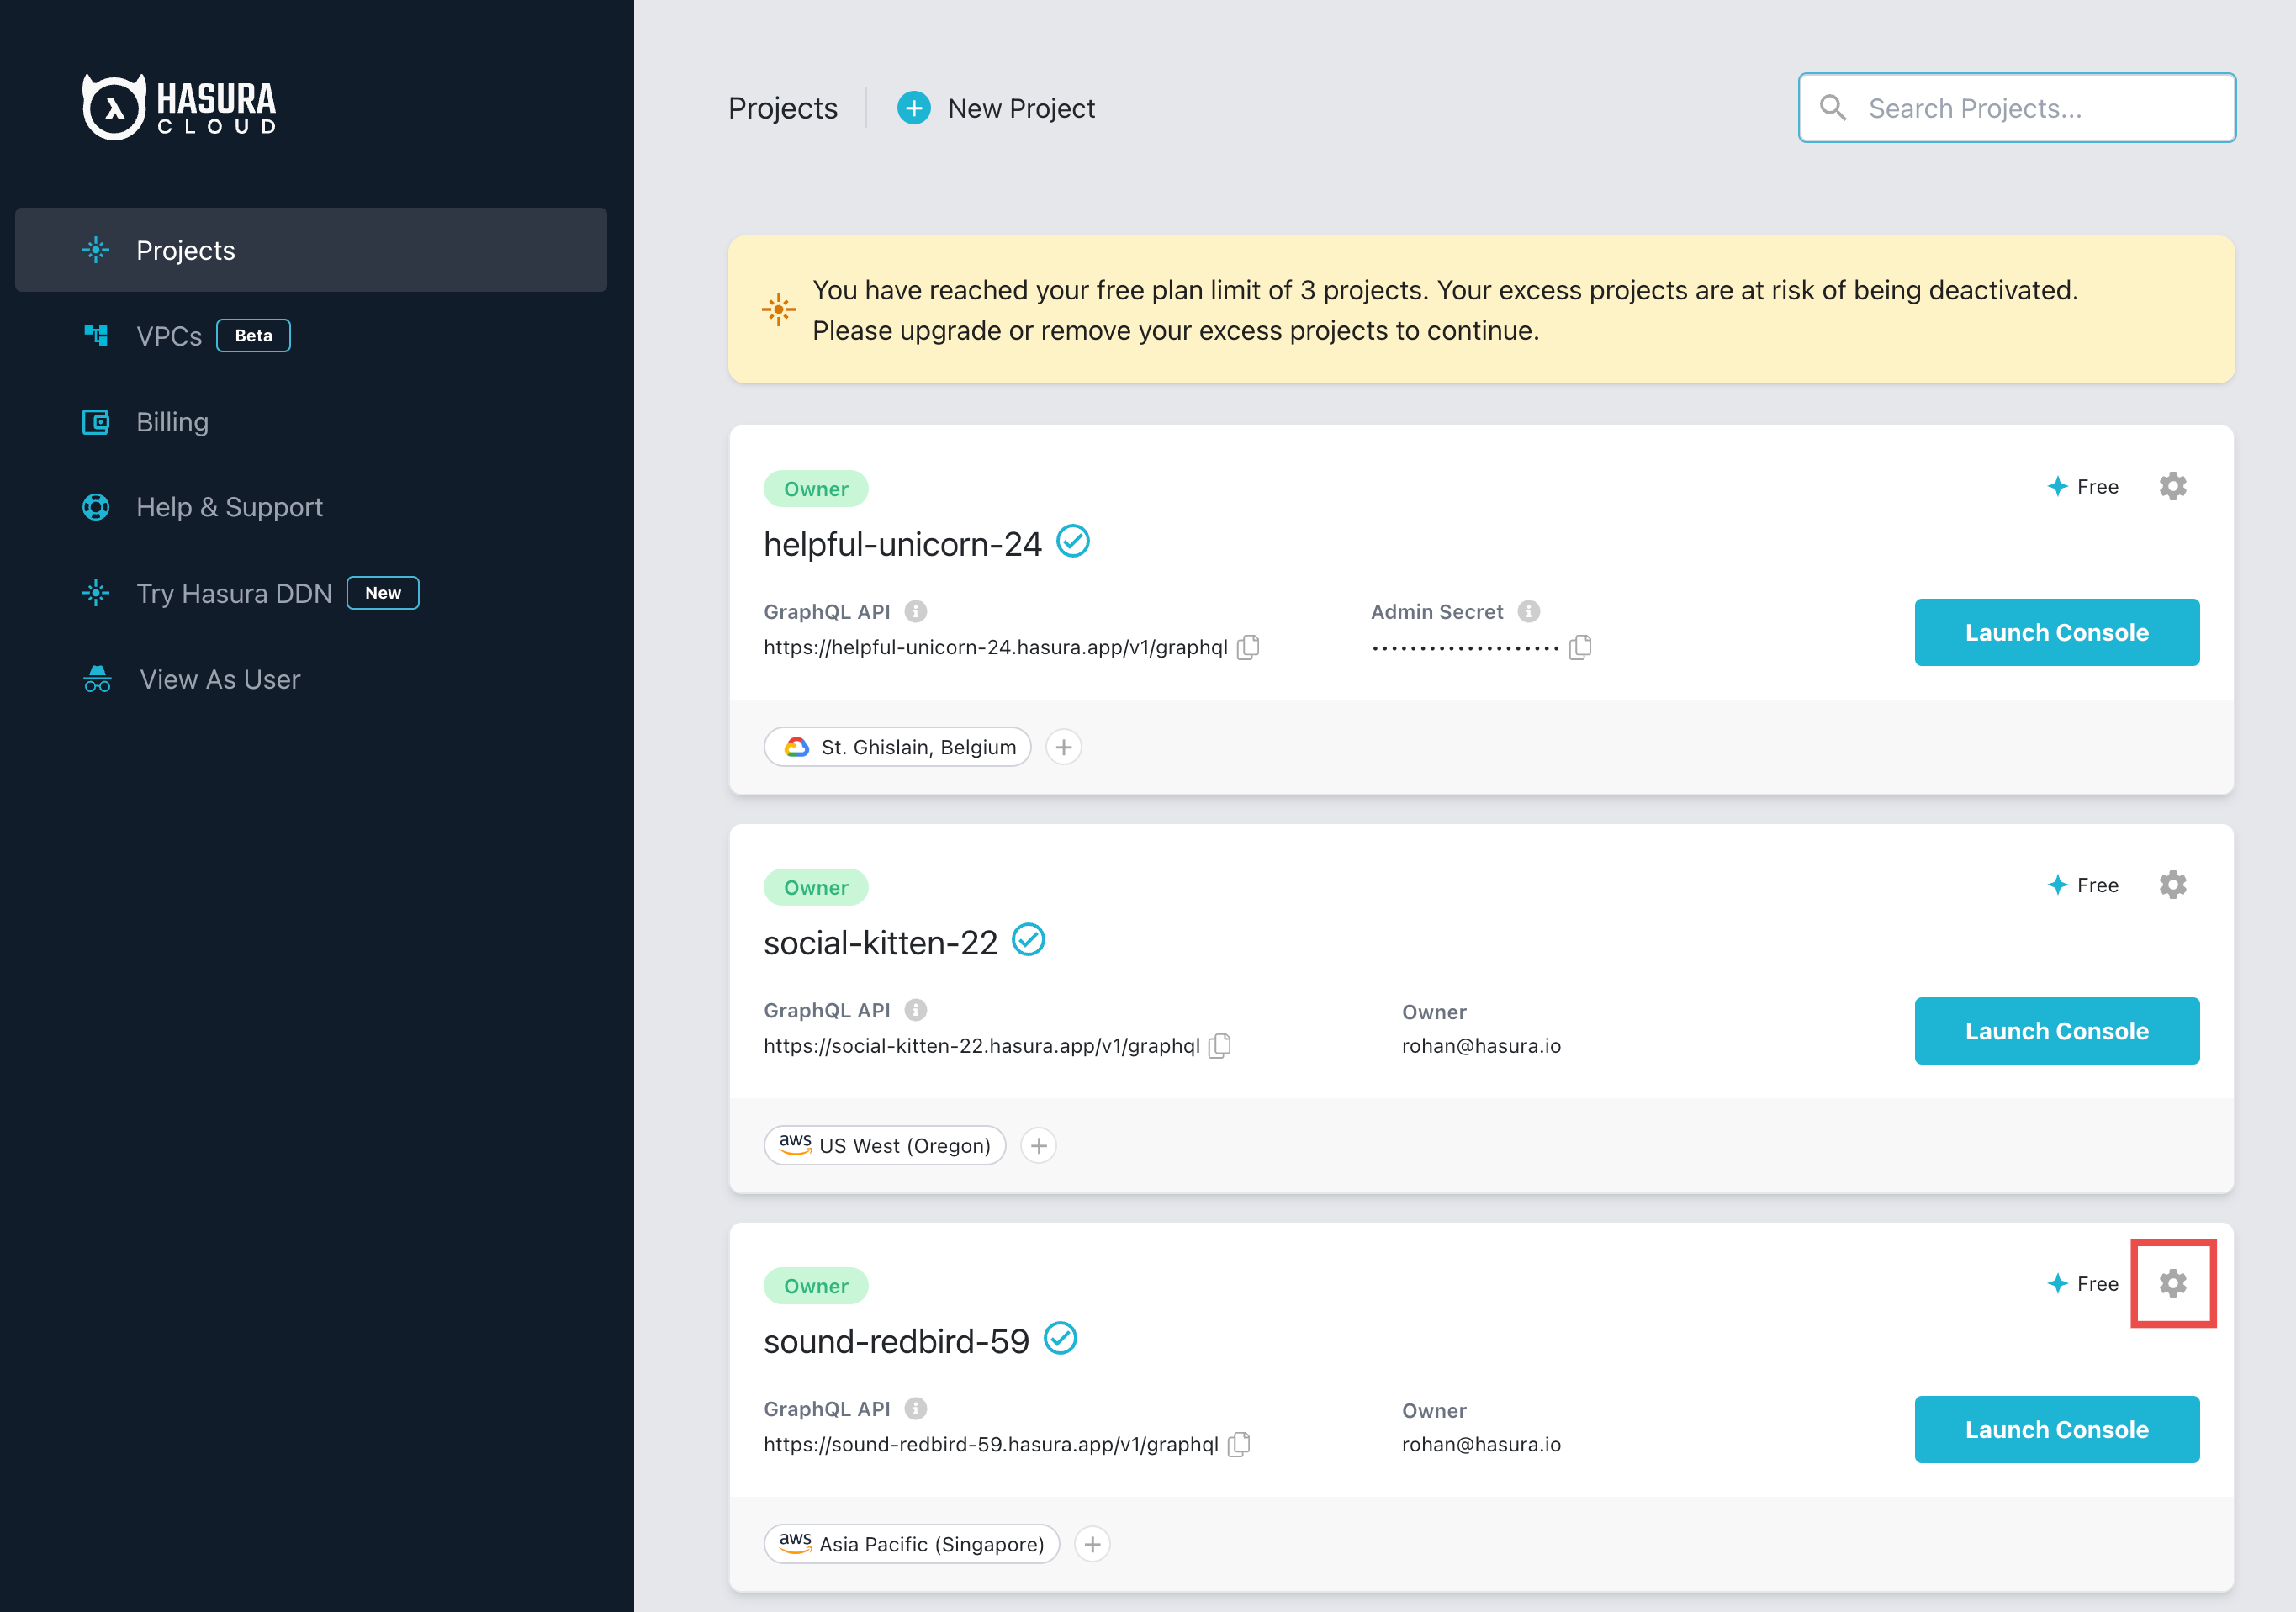 HASURA
CLOUD
Projects
VPCs Beta
Billing
Help & Support
Try Hasura DDN New
View As User
Projects New Project
Search Projects...
You have reached your free plan limit of 3 projects. Your excess projects are at risk of being deactivated.
Please upgrade or remove your excess projects to continue.
Owner Free
helpful-unicorn-24
GraphQL API Admin Secret
https://helpful-unicorn-24.hasura.app/v1/graphql ····················
Launch Console
St. Ghislain, Belgium
Owner Free
social-kitten-22
GraphQL API Owner
https://social-kitten-22.hasura.app/v1/graphql rohan@hasura.io
Launch Console
aws US West (Oregon)
Owner Free
sound-redbird-59
GraphQL API Owner
https://sound-redbird-59.hasura.app/v1/graphql rohan@hasura.io
Launch Console
aws Asia Pacific (Singapore)